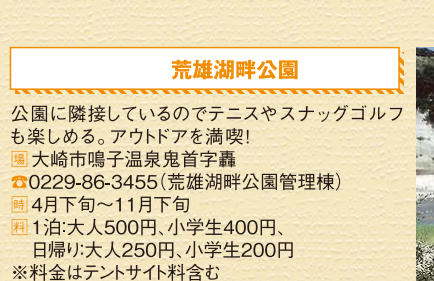 荒雄湖畔公園
公園に隣接しているのでテニスやスナッグゴルフ
も楽しめる。アウトドアを満喫!
場 大崎市鳴子温泉鬼首字轟
☎0229-86-3455(荒雄湖畔公園管理棟)
時 4月下旬〜11月下旬
料 1泊:大人500円、小学生400円、
日帰り:大人250円、小学生200円
※料金はテントサイト料含む